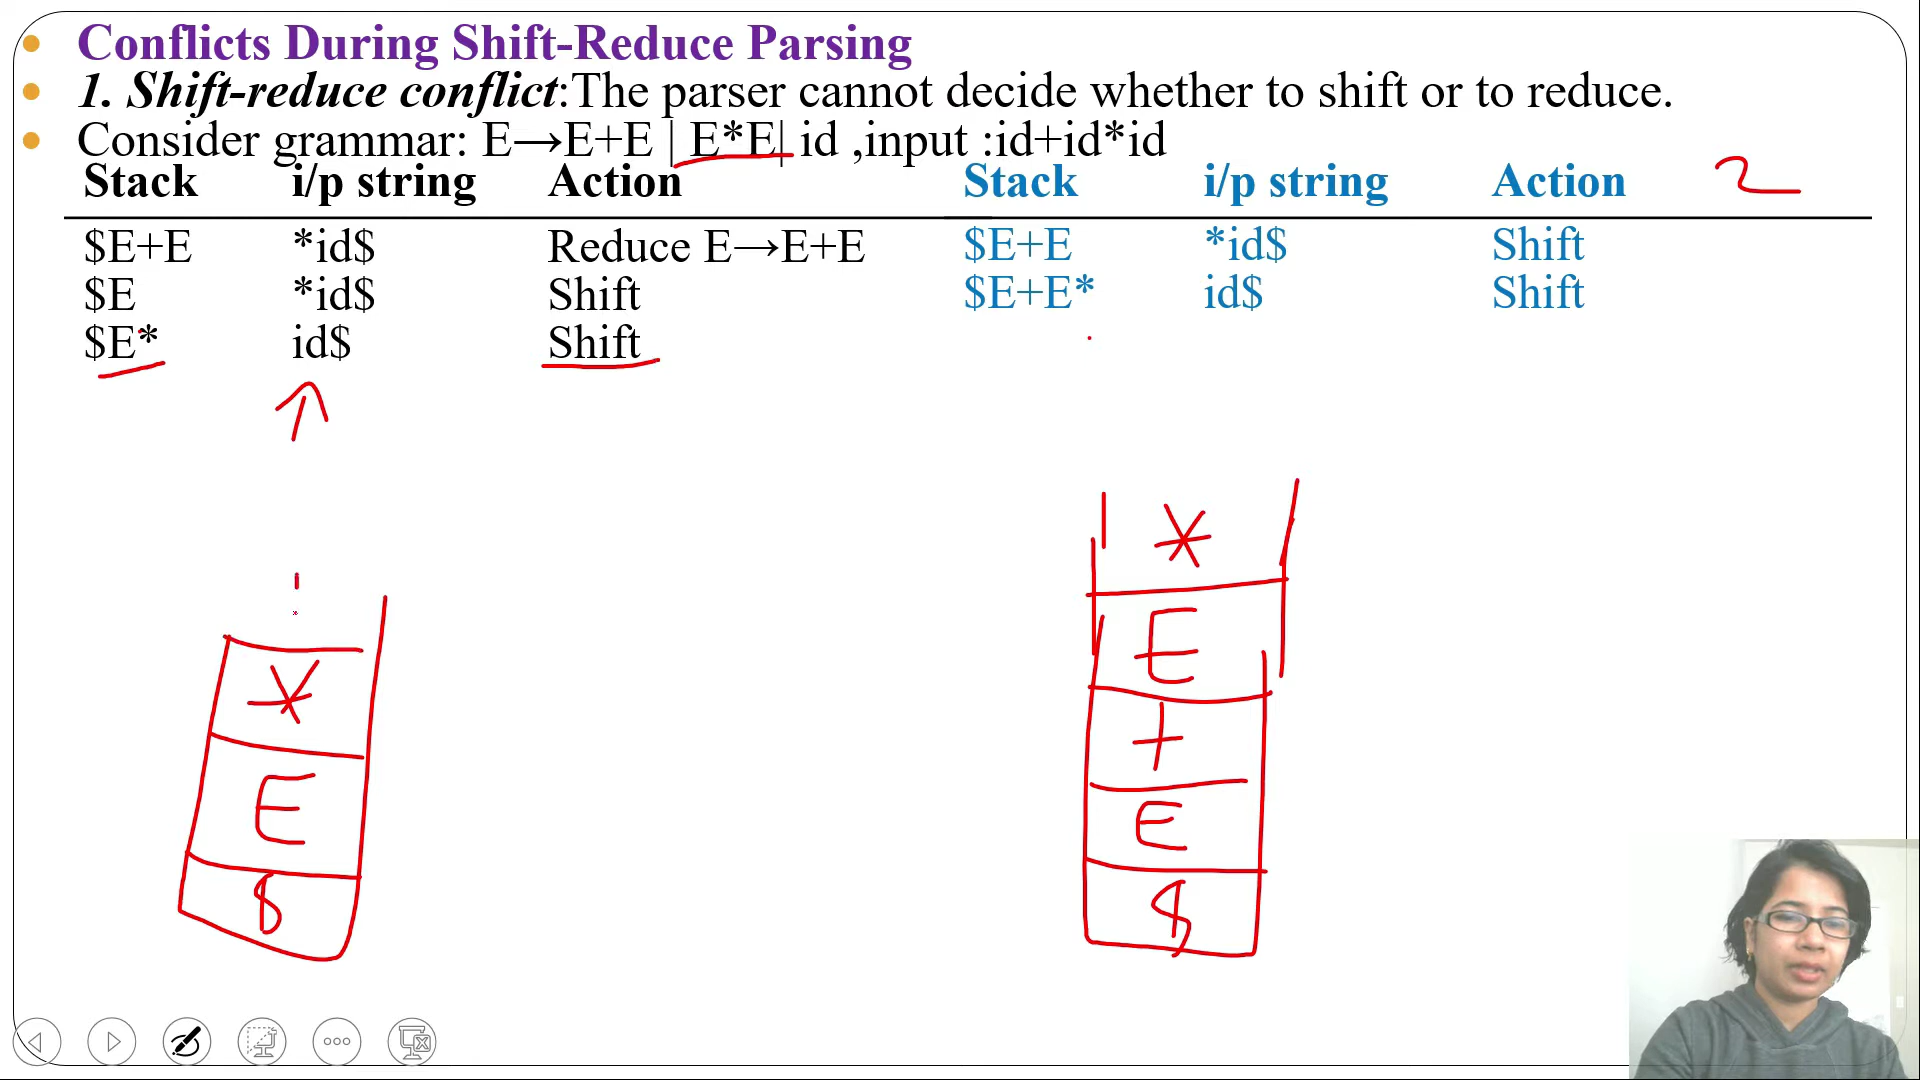 Conflicts During Shift-Reduce Parsing
1. Shift-reduce conflict:The parser cannot decide whether to shift or to reduce.
Consider grammar: E→E+E | E*E| id ,input :id+id*id
Stack i/p string Action Stack i/p string Action 2
$E+E *id$ Reduce E→E+E $E+E *id$ Shift
$E *id$ Shift $E+E* id$ Shift
$E* id$ Shift
*
E
$
*
E
+
E
$